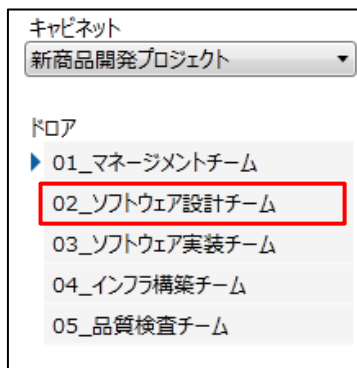 キャビネット
新商品開発プロジェクト
ドロア
01_マネージメントチーム
02_ソフトウェア設計チーム
03_ソフトウェア実装チーム
04_インフラ構築チーム
05_品質検査チーム